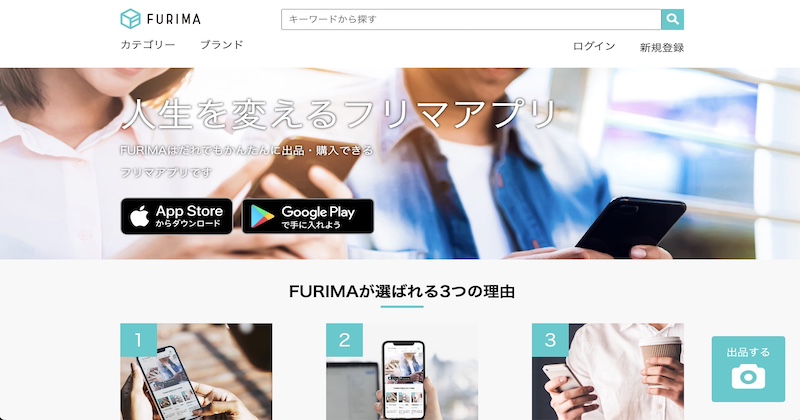 FURIMA
キーワードから探す
カテゴリー
ブランド
ログイン
新規登録
人生を変えるフリマアプリ
FURIMAはだれでもかんたんに出品・購入できる
フリマアプリです
App Store
からダウンロード
Google Play
で手に入れよう
FURIMAが選ばれる3つの理由
1
2
3
出品する